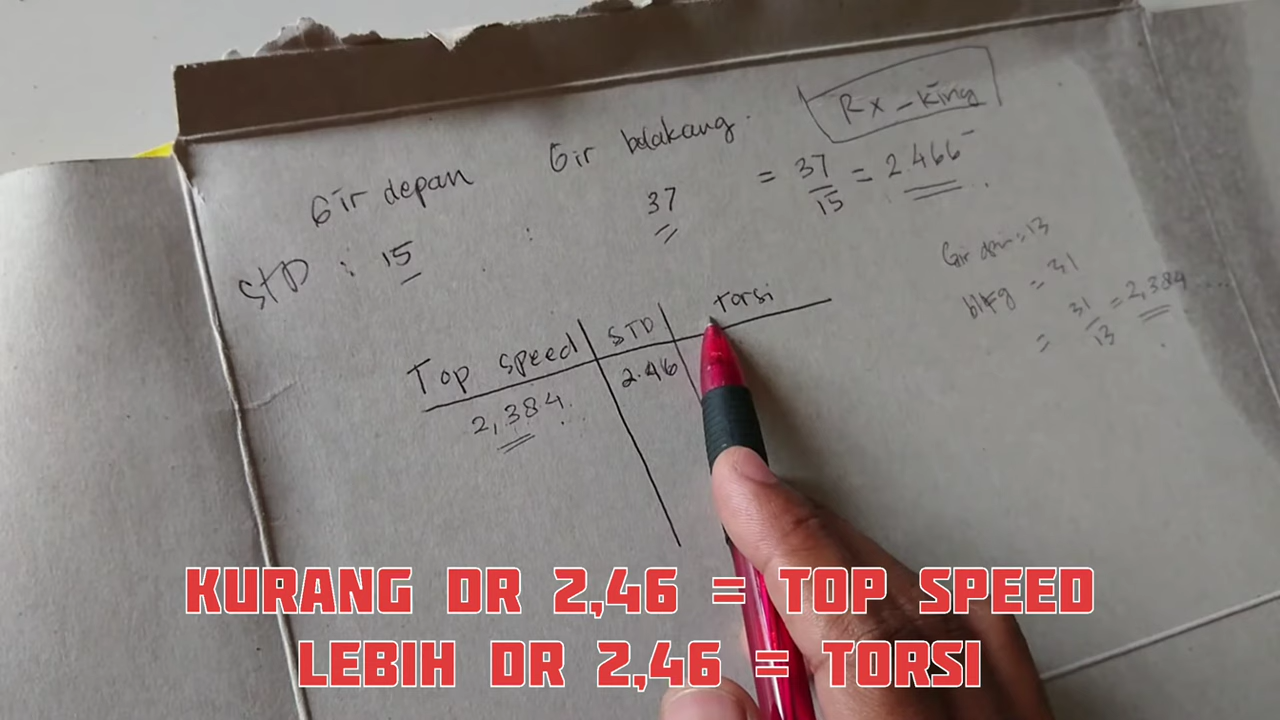 Rx-King
Gir depan Gir belakang.
STD : 15 : 37 = 37/15 = 2.466
Gir depan = 13
blkg = 31
= 31/13 = 2,384....
Top speed STD Torsi
2,384... 2.46
KURANG DR 2,46 = TOP SPEED
LEBIH DR 2,46 = TORSI